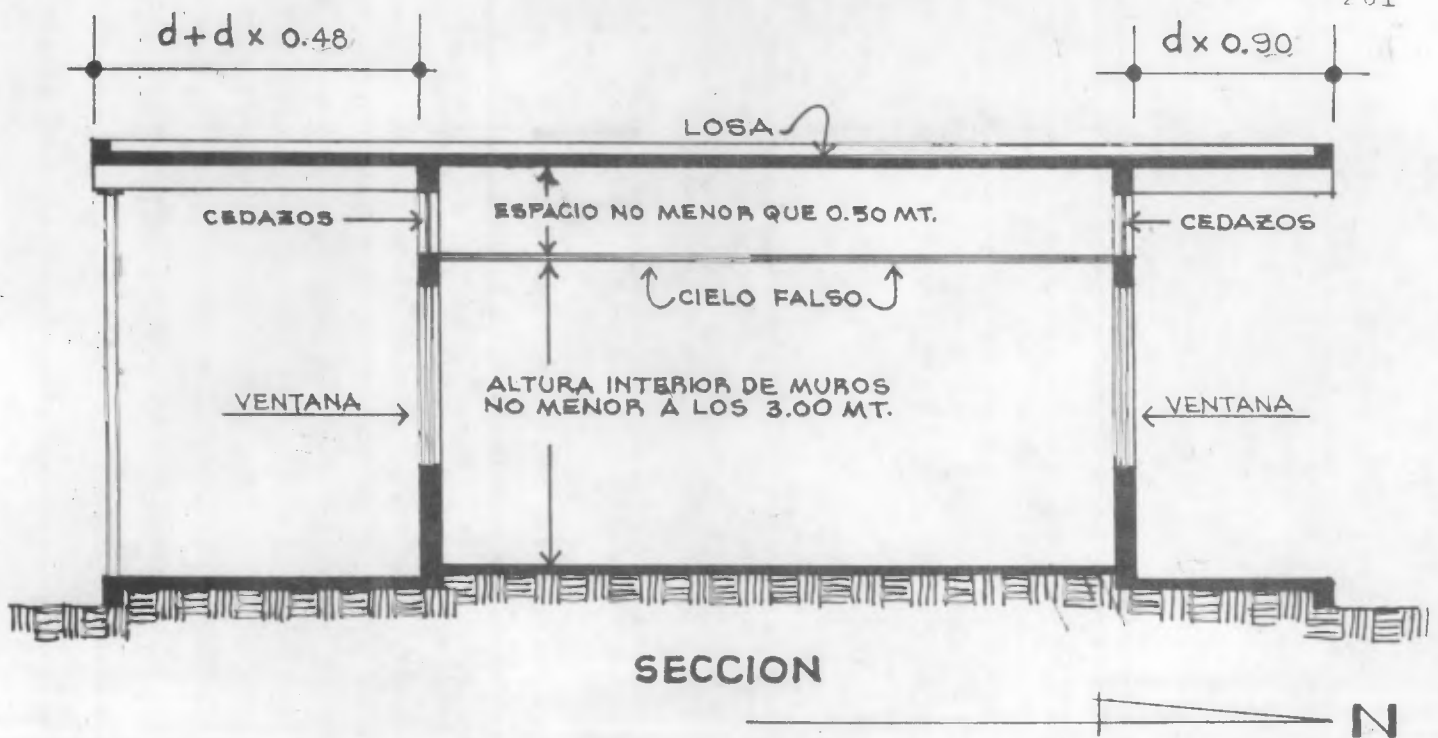 d+d x 0.48
d x 0.90
LOSA
CEDAZOS
ESPACIO NO MENOR QUE 0.50 MT.
CEDAZOS
CIELO FALSO
ALTURA INTERIOR DE MUROS
NO MENOR A LOS 3.00 MT.
VENTANA
VENTANA
SECCION
N